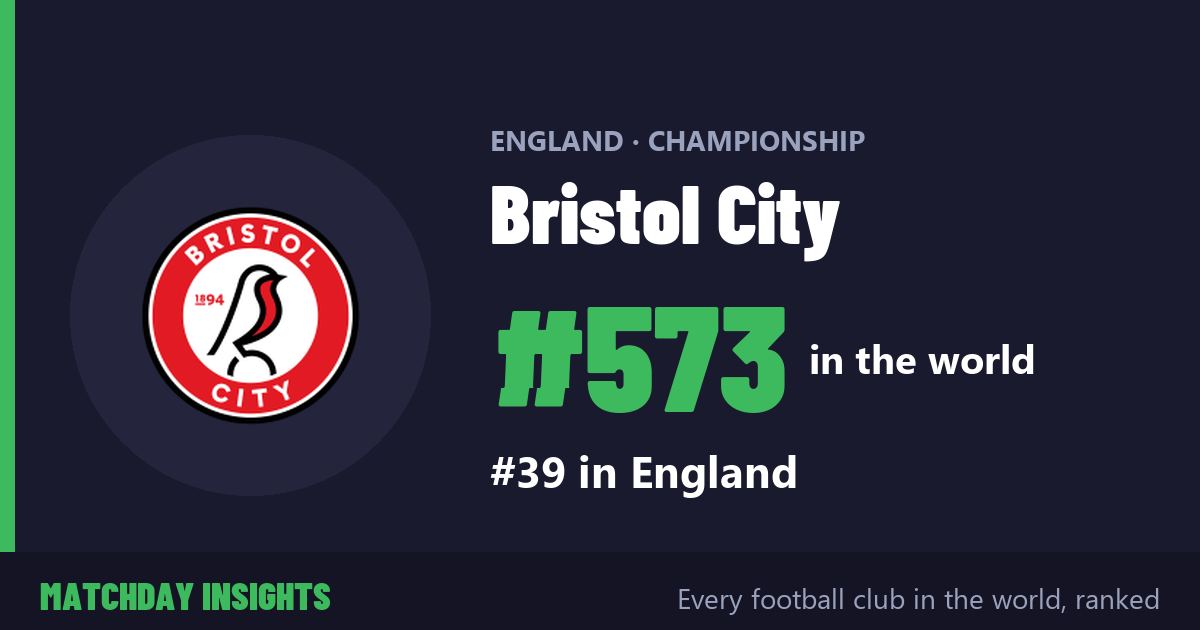 ENGLAND · CHAMPIONSHIP
Bristol City
BRISTOL
1894
CITY
#573 in the world
#39 in England
MATCHDAY INSIGHTS
Every football club in the world, ranked